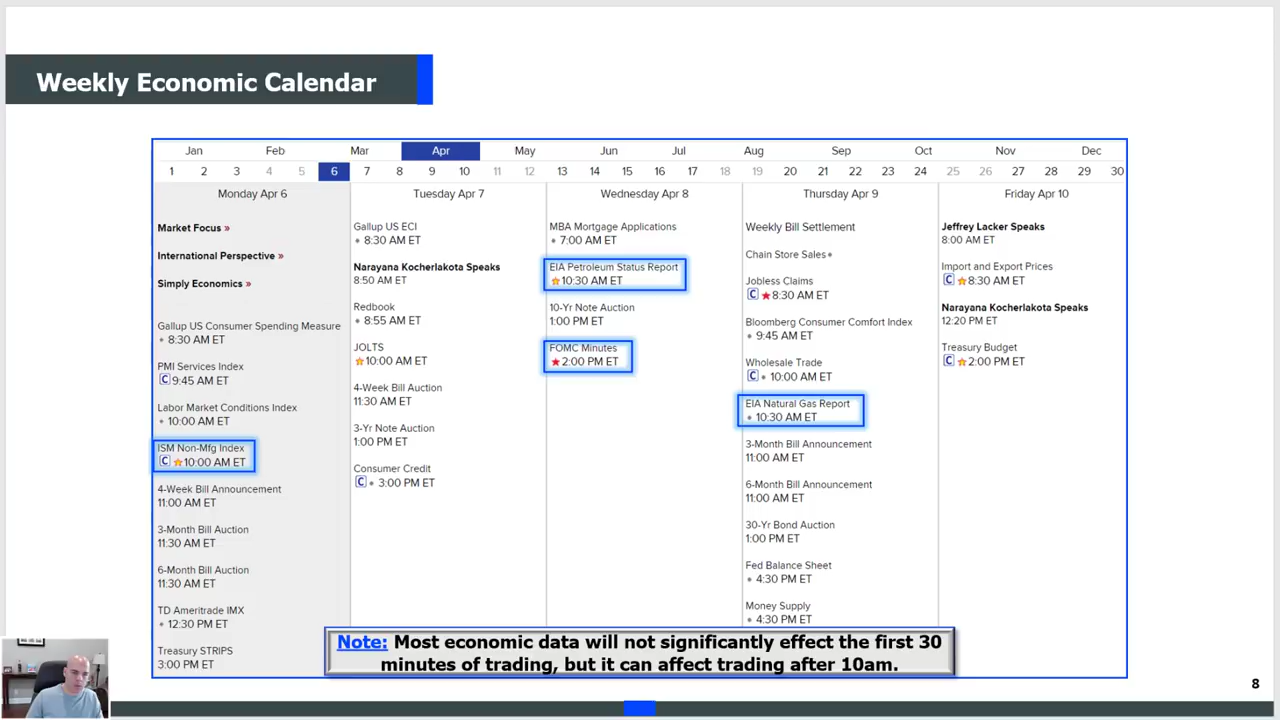 Weekly Economic Calendar
Jan Feb Mar Apr May Jun Jul Aug Sep Oct Nov Dec
1 2 3 4 5 6 7 8 9 10 11 12 13 14 15 16 17 18 19 20 21 22 23 24 25 26 27 28 29 30
Monday Apr 6
Market Focus »
International Perspective »
Simply Economics »
Gallup US Consumer Spending Measure
8:30 AM ET
PMI Services Index
C 9:45 AM ET
Labor Market Conditions Index
10:00 AM ET
ISM Non-Mfg Index
C 10:00 AM ET
4-Week Bill Announcement
11:00 AM ET
3-Month Bill Auction
11:30 AM ET
6-Month Bill Auction
11:30 AM ET
TD Ameritrade IMX
12:30 PM ET
Treasury STRIPS
3:00 PM ET
Tuesday Apr 7
Gallup US ECI
8:30 AM ET
Narayana Kocherlakota Speaks
8:50 AM ET
Redbook
8:55 AM ET
JOLTS
10:00 AM ET
4-Week Bill Auction
11:30 AM ET
3-Yr Note Auction
1:00 PM ET
Consumer Credit
C 3:00 PM ET
Wednesday Apr 8
MBA Mortgage Applications
7:00 AM ET
EIA Petroleum Status Report
10:30 AM ET
10-Yr Note Auction
1:00 PM ET
FOMC Minutes
2:00 PM ET
Thursday Apr 9
Weekly Bill Settlement
Chain Store Sales
Jobless Claims
C 8:30 AM ET
Bloomberg Consumer Comfort Index
9:45 AM ET
Wholesale Trade
C 10:00 AM ET
EIA Natural Gas Report
10:30 AM ET
3-Month Bill Announcement
11:00 AM ET
6-Month Bill Announcement
11:00 AM ET
30-Yr Bond Auction
1:00 PM ET
Fed Balance Sheet
4:30 PM ET
Money Supply
4:30 PM ET
Friday Apr 10
Jeffrey Lacker Speaks
8:00 AM ET
Import and Export Prices
C 8:30 AM ET
Narayana Kocherlakota Speaks
12:20 PM ET
Treasury Budget
C 2:00 PM ET
Note: Most economic data will not significantly effect the first 30
minutes of trading, but it can affect trading after 10am.
8